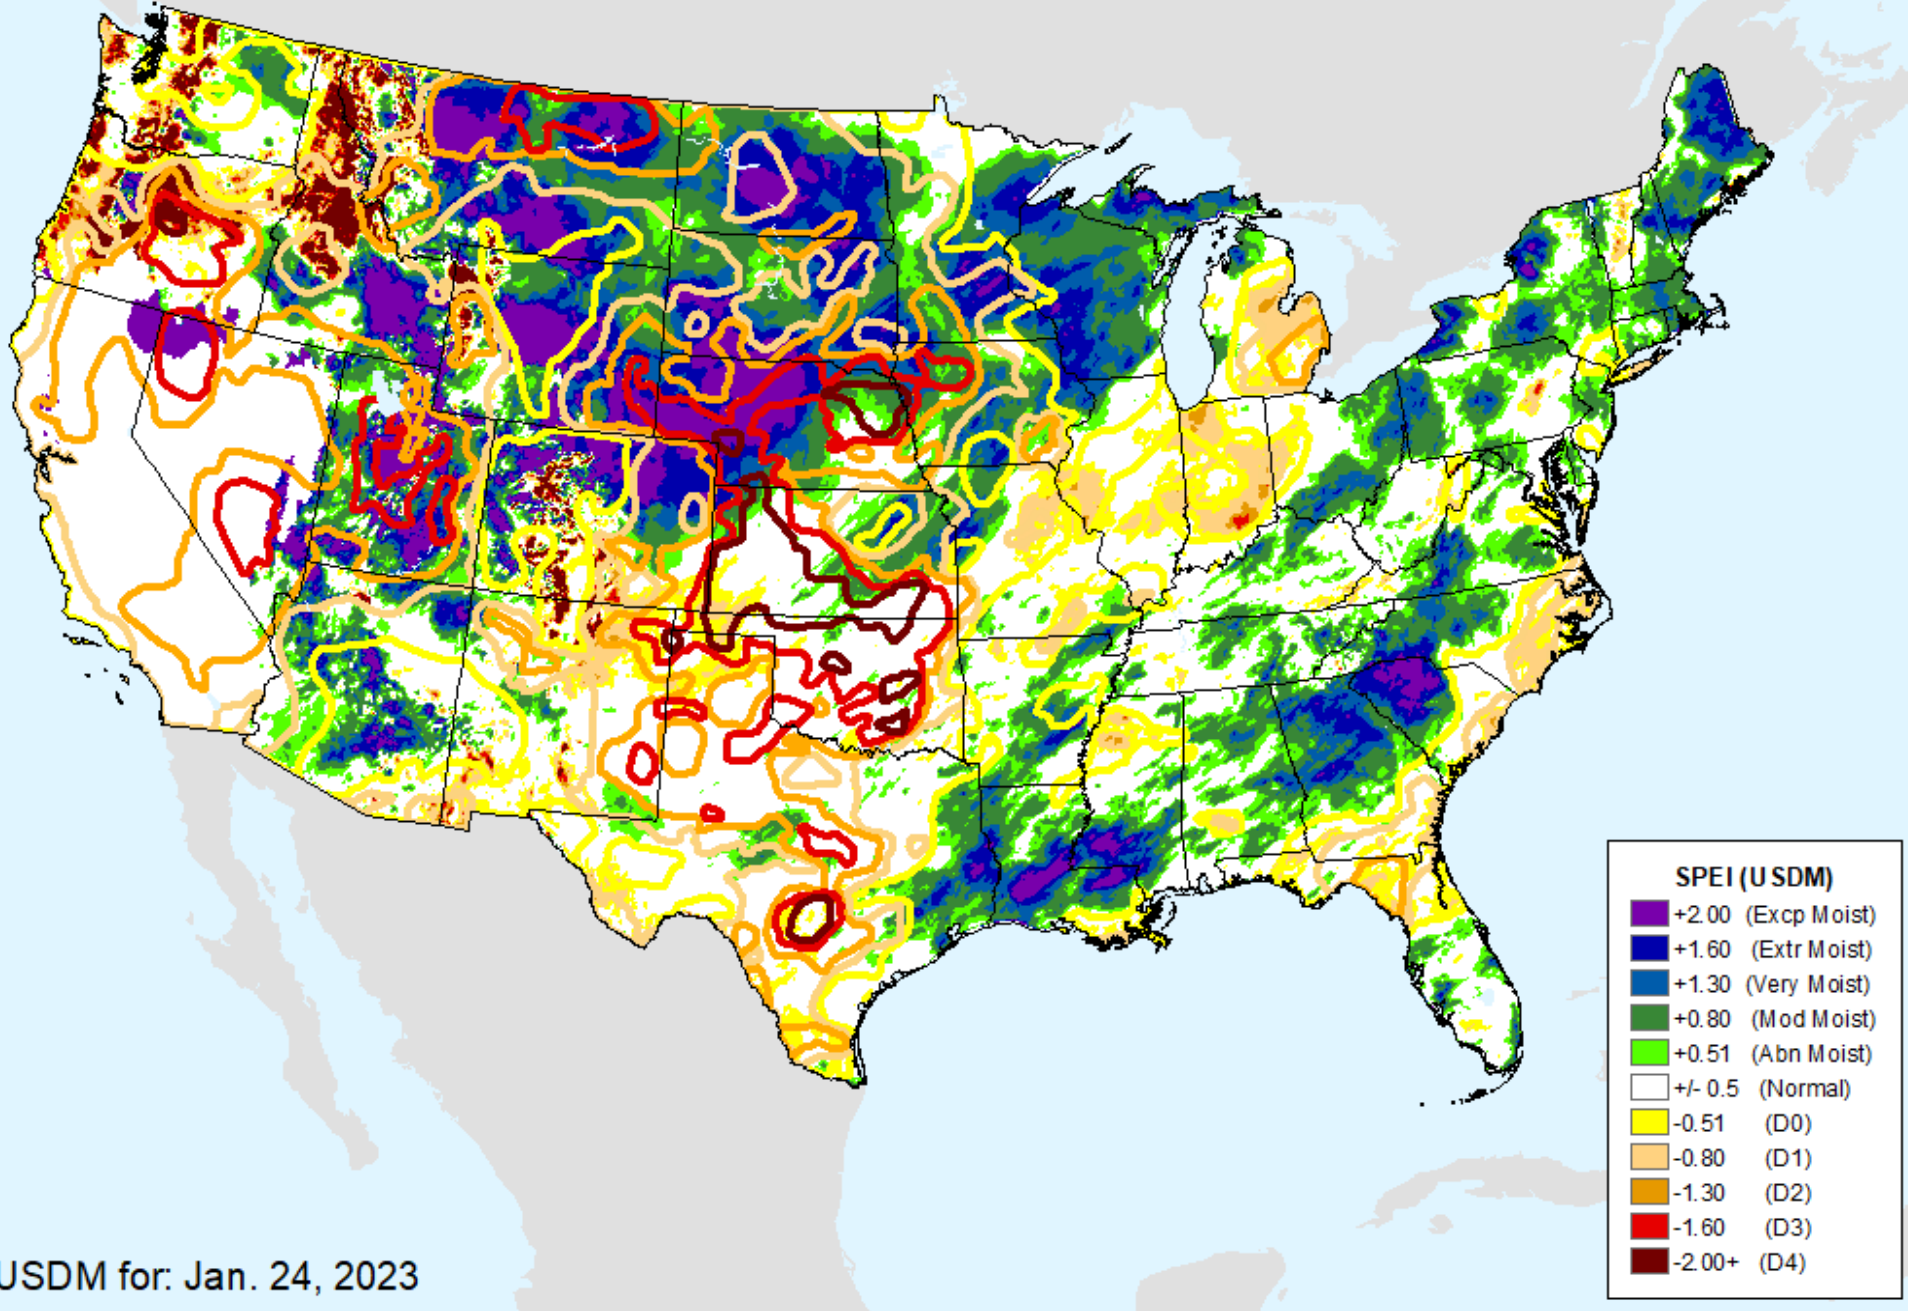 SPEI (USDM)
+2.00 (Excp Moist)
+1.60 (Extr Moist)
+1.30 (Very Moist)
+0.80 (Mod Moist)
+0.51 (Abn Moist)
+/- 0.5 (Normal)
-0.51 (D0)
-0.80 (D1)
-1.30 (D2)
-1.60 (D3)
-2.00+ (D4)
USDM for: Jan. 24, 2023